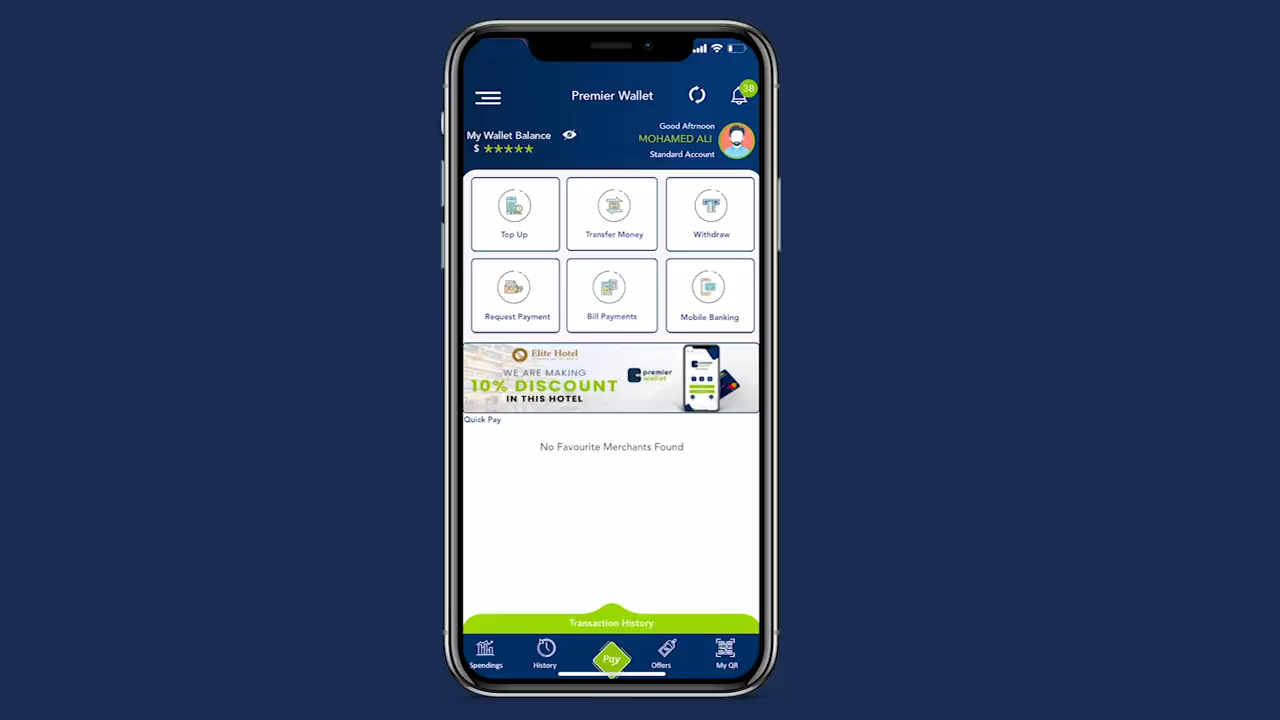 Premier Wallet
38
My Wallet Balance
$ *****
Good Aftrnoon
MOHAMED ALI
Standard Account
Top Up
Transfer Money
Withdraw
Request Payment
Bill Payments
Mobile Banking
Elite Hotel
WE ARE MAKING
10% DISCOUNT
IN THIS HOTEL
premier
wallet
Quick Pay
No Favourite Merchants Found
Transaction History
Spendings
History
Pay
Offers
My QR